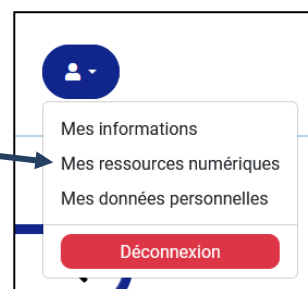 Mes informations
Mes ressources numériques
Mes données personnelles
Déconnexion